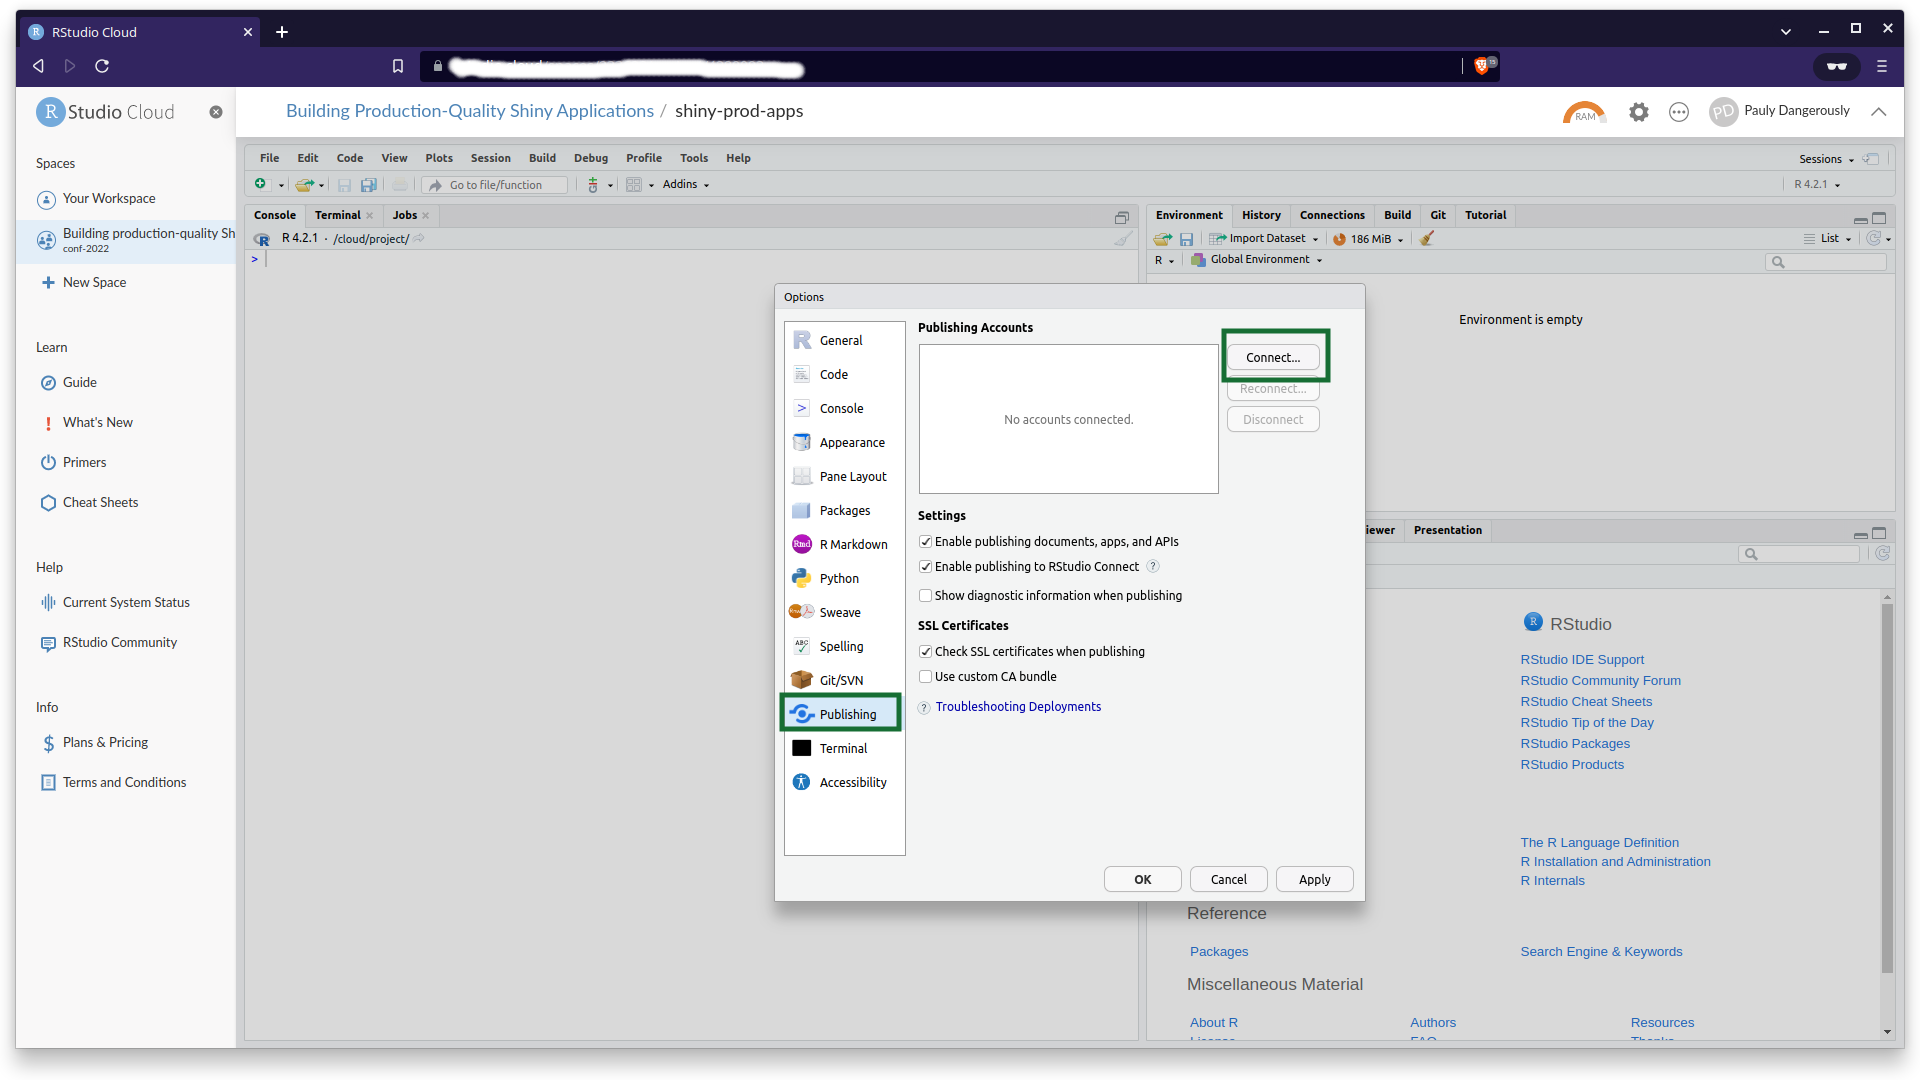 RStudio Cloud
15
RStudio Cloud
Building Production-Quality Shiny Applications / shiny-prod-apps
RAM
PD
Pauly Dangerously
Spaces
Your Workspace
Building production-quality Sh
conf-2022
New Space
Learn
Guide
What's New
Primers
Cheat Sheets
Help
Current System Status
RStudio Community
Info
Plans & Pricing
Terms and Conditions
File Edit Code View Plots Session Build Debug Profile Tools Help
Sessions
Go to file/function
Addins
R 4.2.1
Console Terminal Jobs
R 4.2.1 · /cloud/project/
>
Environment History Connections Build Git Tutorial
Import Dataset
186 MiB
List
R
Global Environment
Environment is empty
Options
General
Code
Console
Appearance
Pane Layout
Packages
Rmd
R Markdown
Python
Sweave
ABC
Spelling
Git/SVN
Publishing
Terminal
Accessibility
Publishing Accounts
No accounts connected.
Connect...
Reconnect...
Disconnect
Settings
Enable publishing documents, apps, and APIs
Enable publishing to RStudio Connect ?
Show diagnostic information when publishing
SSL Certificates
Check SSL certificates when publishing
Use custom CA bundle
? Troubleshooting Deployments
OK Cancel Apply
iewer Presentation
R RStudio
RStudio IDE Support
RStudio Community Forum
RStudio Cheat Sheets
RStudio Tip of the Day
RStudio Packages
RStudio Products
The R Language Definition
R Installation and Administration
R Internals
Reference
Packages
Search Engine & Keywords
Miscellaneous Material
About R
Authors
Resources